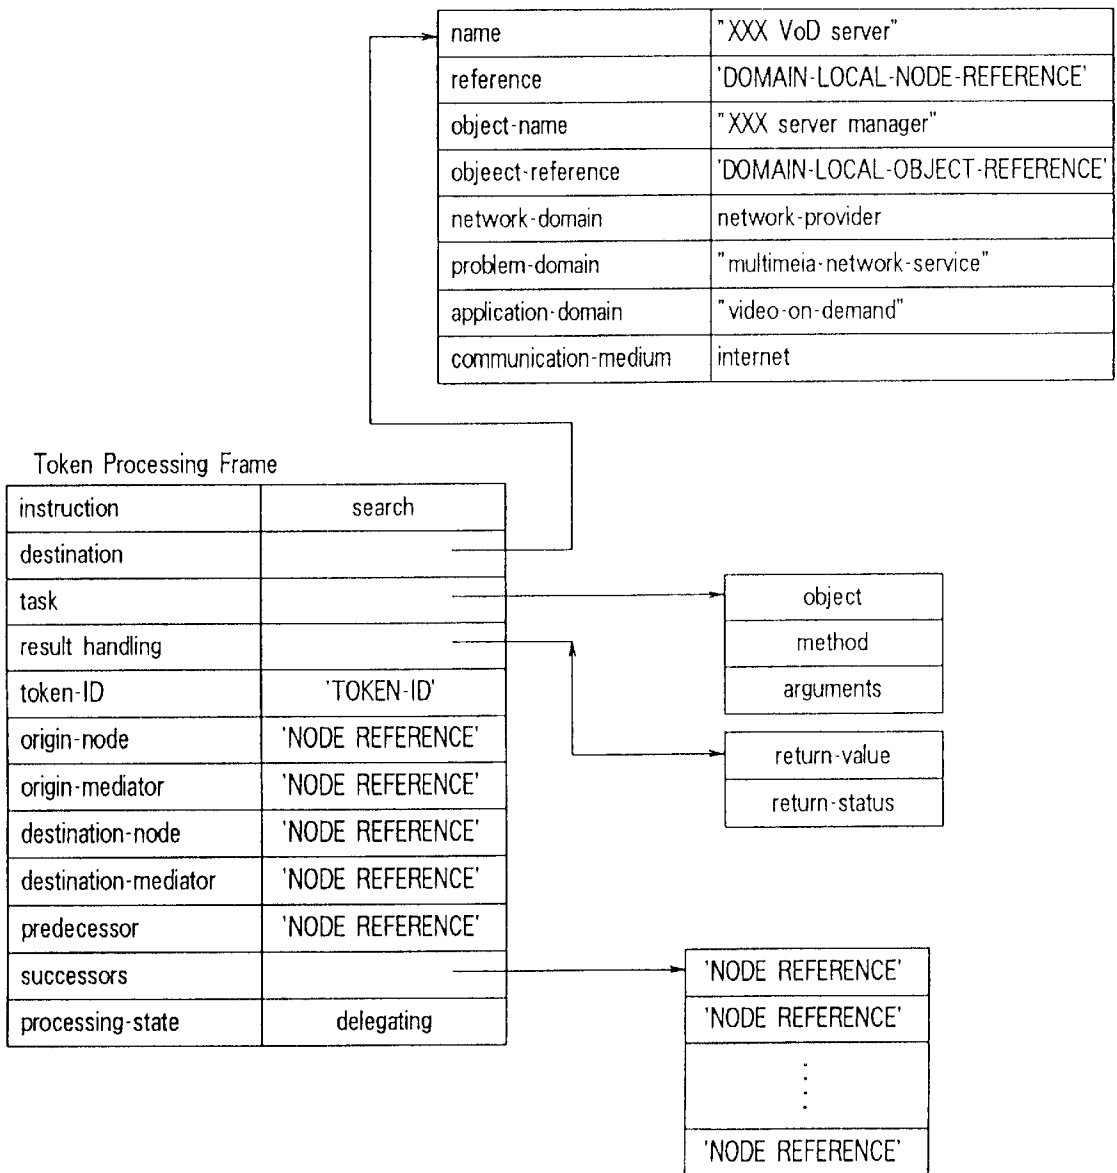 name "XXX VoD server"
reference 'DOMAIN-LOCAL-NODE-REFERENCE'
object-name "XXX server manager"
objeect-reference 'DOMAIN-LOCAL-OBJECT-REFERENCE'
network-domain network-provider
problem-domain "multimeia-network-service"
application-domain "video-on-demand"
communication-medium internet
Token Processing Frame
instruction search
destination
task
result handling
token-ID 'TOKEN-ID'
origin-node 'NODE REFERENCE'
origin-mediator 'NODE REFERENCE'
destination-node 'NODE REFERENCE'
destination-mediator 'NODE REFERENCE'
predecessor 'NODE REFERENCE'
successors
processing-state delegating
object
method
arguments
return-value
return-status
'NODE REFERENCE'
'NODE REFERENCE'
'NODE REFERENCE'